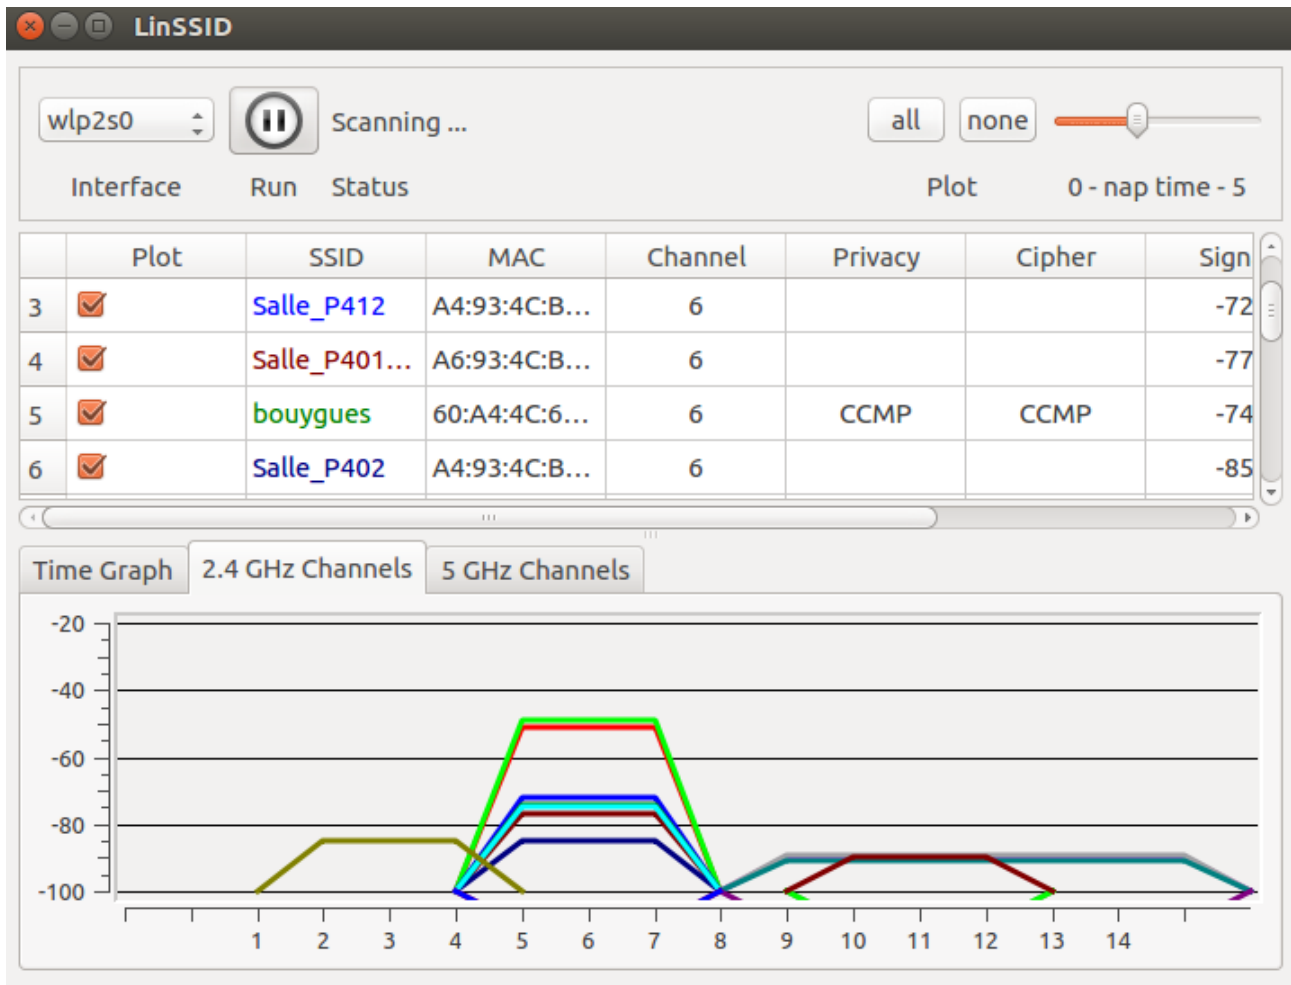 LinSSID
wlp2s0 Scanning ... all none
Interface Run Status Plot 0 - nap time - 5
Plot SSID MAC Channel Privacy Cipher Sign
3 Salle_P412 A4:93:4C:B... 6 -72
4 Salle_P401... A6:93:4C:B... 6 -77
5 bouygues 60:A4:4C:6... 6 CCMP CCMP -74
6 Salle_P402 A4:93:4C:B... 6 -85
Time Graph 2.4 GHz Channels 5 GHz Channels
-20
-40
-60
-80
-100
1 2 3 4 5 6 7 8 9 10 11 12 13 14